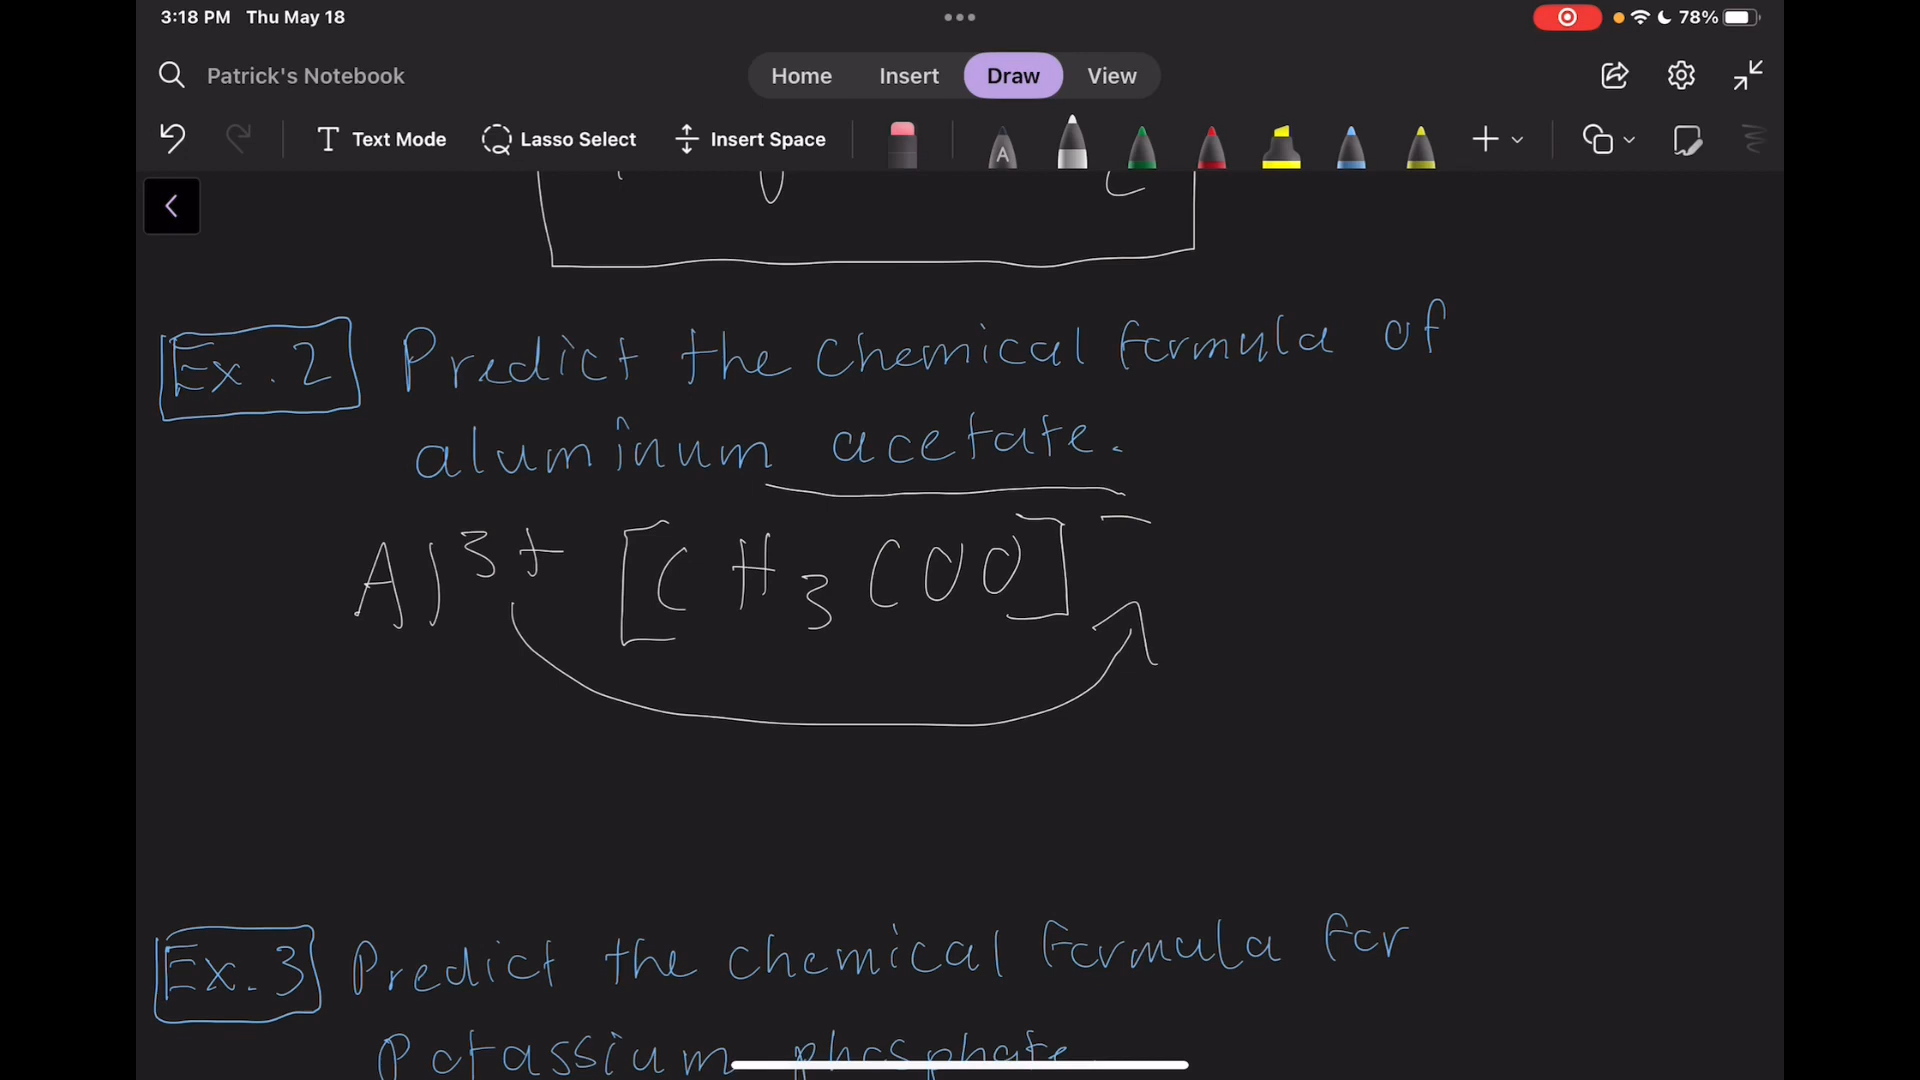 3:18 PM Thu May 18
78%
Patrick's Notebook
Home Insert Draw View
Text Mode Lasso Select Insert Space
A
Ex. 2 Predict the chemical formula of
aluminum acetate.
Al³⁺ [CH₃COO]⁻
Ex. 3 Predict the chemical formula for
Potassium phosphate